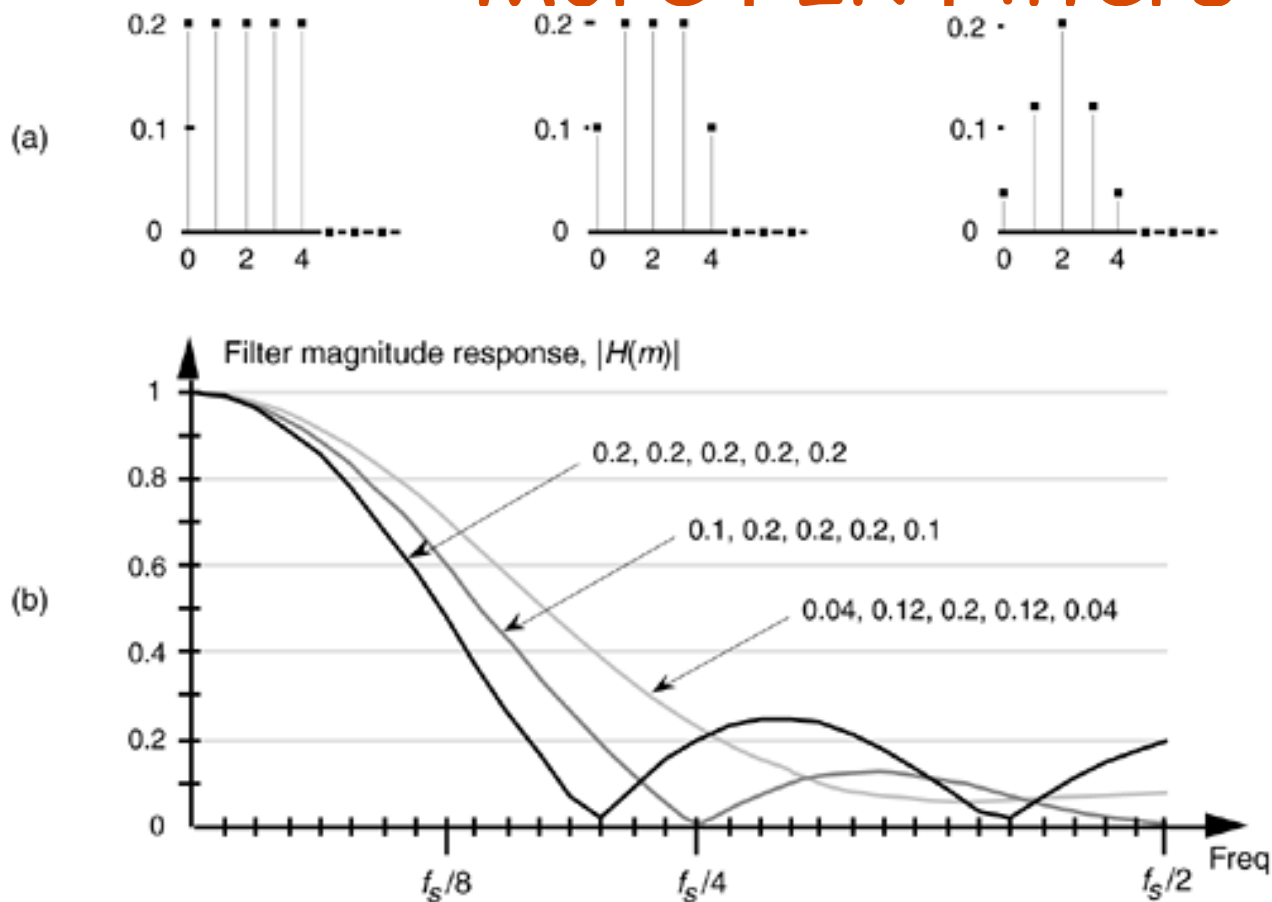 More FIR Filters
0.2 0.2 0.2
(a) 0.1 0.1 0.1
0 0 0
0 2 4 0 2 4 0 2 4
Filter magnitude response, |H(m)|
1
0.2, 0.2, 0.2, 0.2, 0.2
0.8
0.1, 0.2, 0.2, 0.2, 0.1
0.6
(b)
0.04, 0.12, 0.2, 0.12, 0.04
0.4
0.2
0
Freq
fs/8 fs/4 fs/2